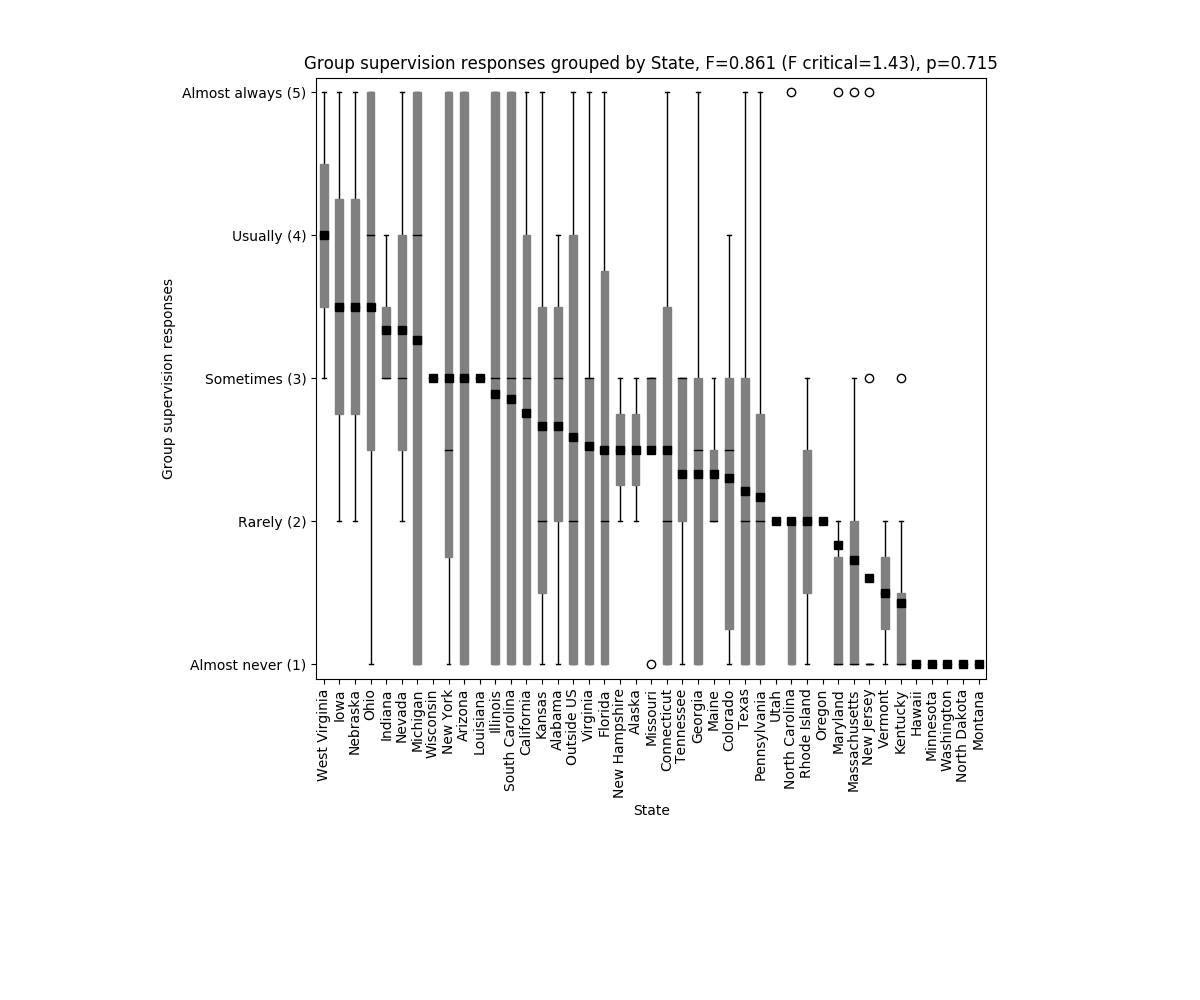 Group supervision responses grouped by State, F=0.861 (F critical=1.43), p=0.715
Group supervision responses
Almost always (5)
Usually (4)
Sometimes (3)
Rarely (2)
Almost never (1)
West Virginia
Iowa
Nebraska
Ohio
Indiana
Nevada
Michigan
Wisconsin
New York
Arizona
Louisiana
Illinois
South Carolina
California
Kansas
Alabama
Outside US
Virginia
Florida
New Hampshire
Alaska
Missouri
Connecticut
Tennessee
Georgia
Maine
Colorado
Texas
Pennsylvania
Utah
North Carolina
Rhode Island
Oregon
Maryland
Massachusetts
New Jersey
Vermont
Kentucky
Hawaii
Minnesota
Washington
North Dakota
Montana
State